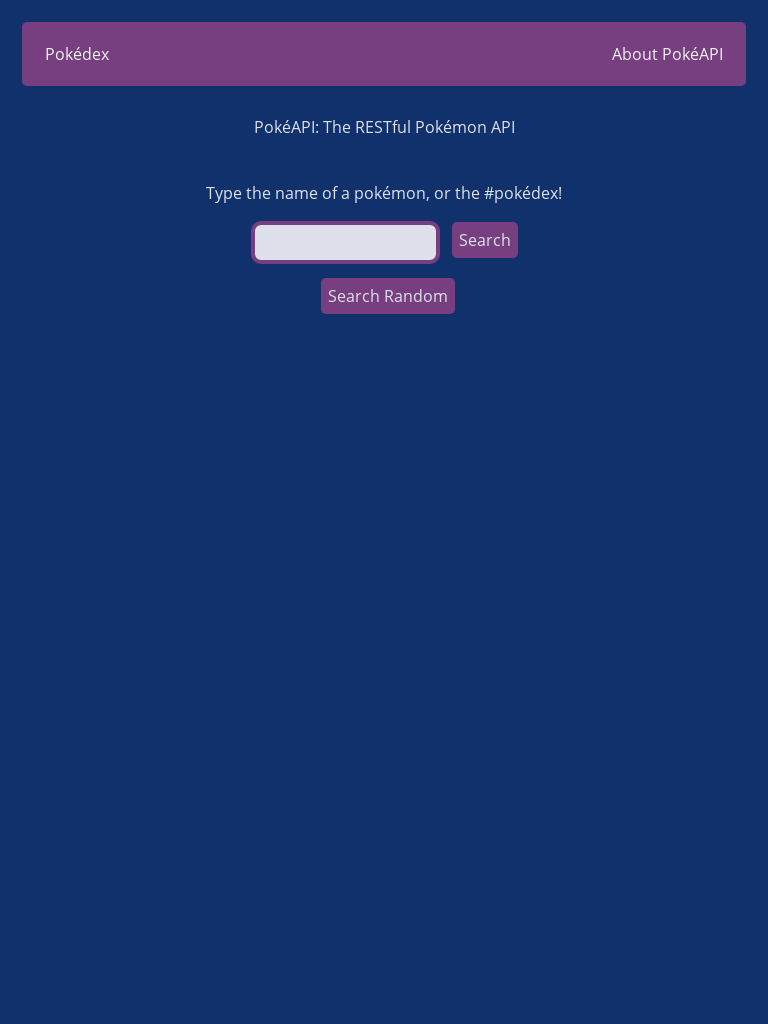 Pokédex
About PokéAPI
PokéAPI: The RESTful Pokémon API
Type the name of a pokémon, or the #pokédex!
Search
Search Random